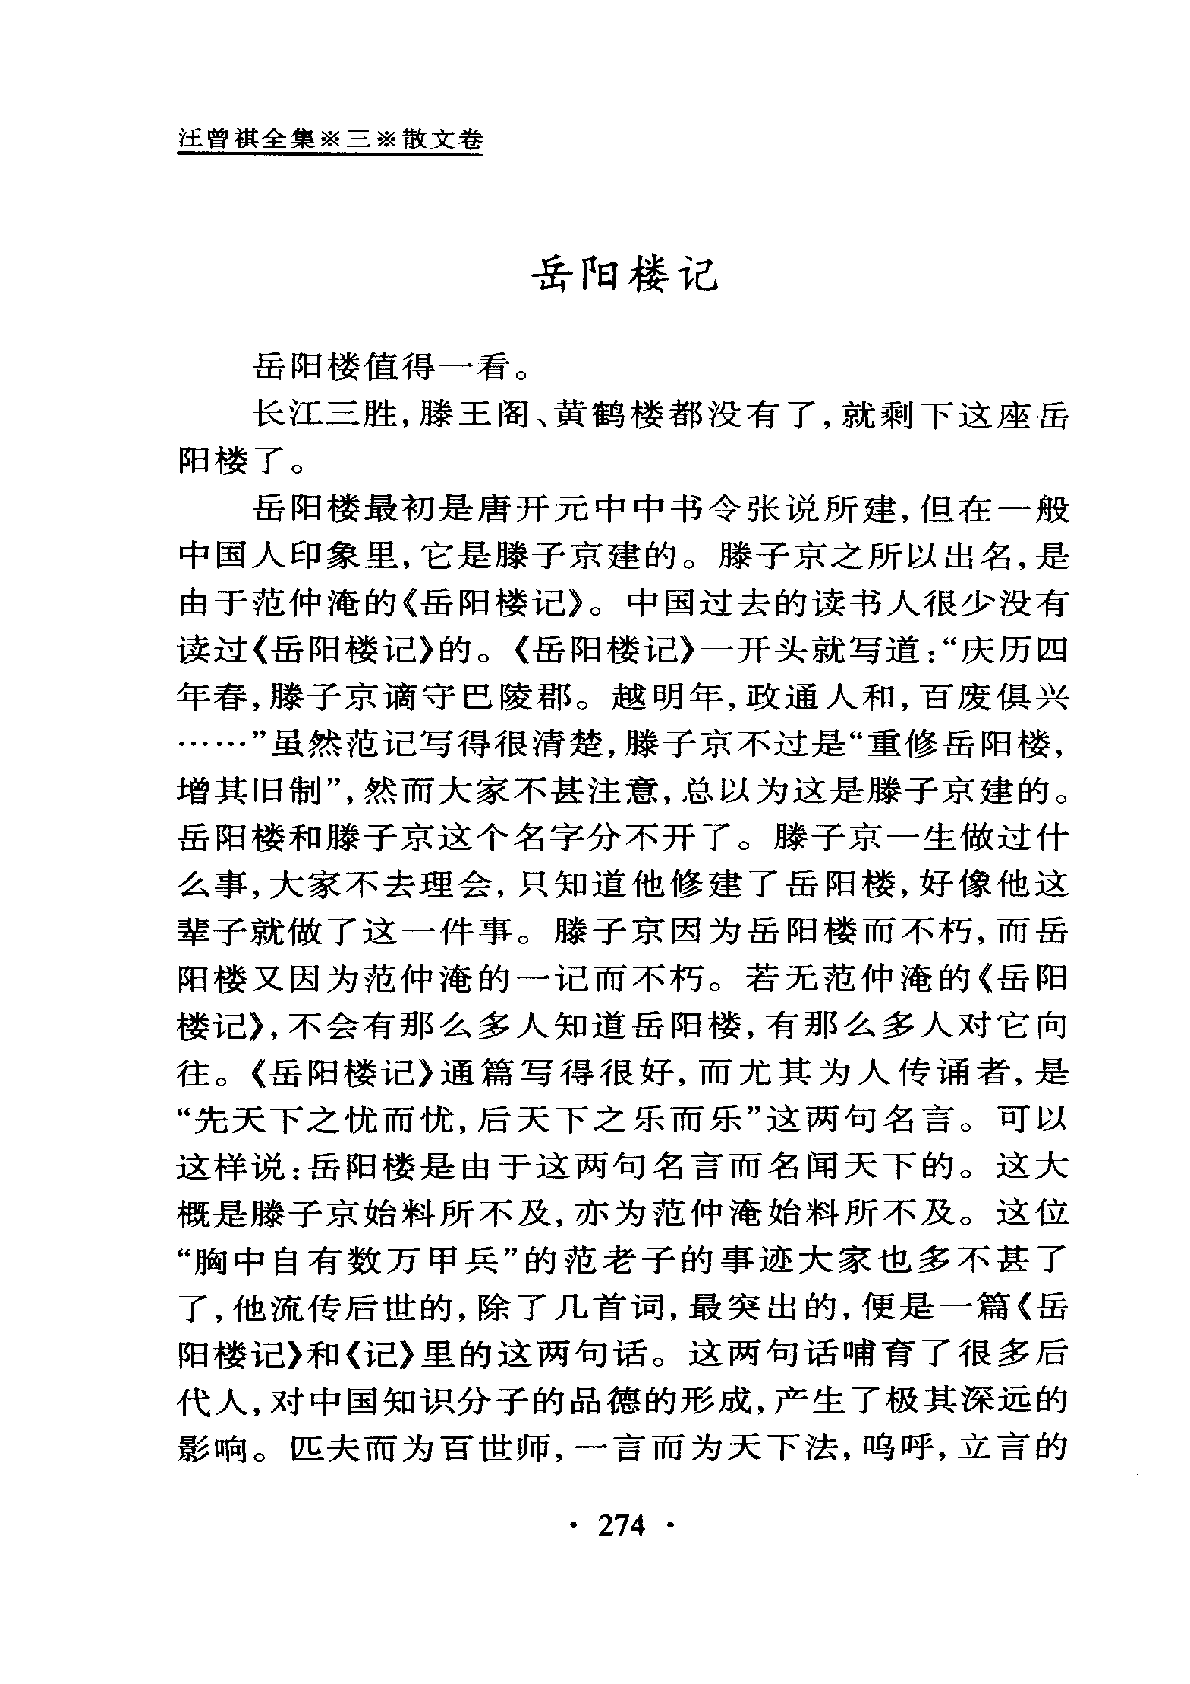 汪曾祺全集※三※散文卷
岳阳楼记
岳阳楼值得一看。
长江三胜,滕王阁、黄鹤楼都没有了,就剩下这座岳
阳楼了。
岳阳楼最初是唐开元中中书令张说所建,但在一般
中国人印象里,它是滕子京建的。滕子京之所以出名,是
由于范仲淹的《岳阳楼记》。中国过去的读书人很少没有
读过《岳阳楼记》的。《岳阳楼记》一开头就写道:“庆历四
年春,滕子京谪守巴陵郡。越明年,政通人和,百废俱兴
……”虽然范记写得很清楚,滕子京不过是“重修岳阳楼,
增其旧制”,然而大家不甚注意,总以为这是滕子京建的。
岳阳楼和滕子京这个名字分不开了。滕子京一生做过什
么事,大家不去理会,只知道他修建了岳阳楼,好像他这
辈子就做了这一件事。滕子京因为岳阳楼而不朽,而岳
阳楼又因为范仲淹的一记而不朽。若无范仲淹的《岳阳
楼记》,不会有那么多人知道岳阳楼,有那么多人对它向
往。《岳阳楼记》通篇写得很好,而尤其为人传诵者,是
“先天下之忧而忧,后天下之乐而乐”这两句名言。可以
这样说:岳阳楼是由于这两句名言而名闻天下的。这大
概是滕子京始料所不及,亦为范仲淹始料所不及。这位
“胸中自有数万甲兵”的范老子的事迹大家也多不甚了
了,他流传后世的,除了几首词,最突出的,便是一篇《岳
阳楼记》和《记》里的这两句话。这两句话哺育了很多后
代人,对中国知识分子的品德的形成,产生了极其深远的
影响。匹夫而为百世师,一言而为天下法,呜呼,立言的
· 274 ·